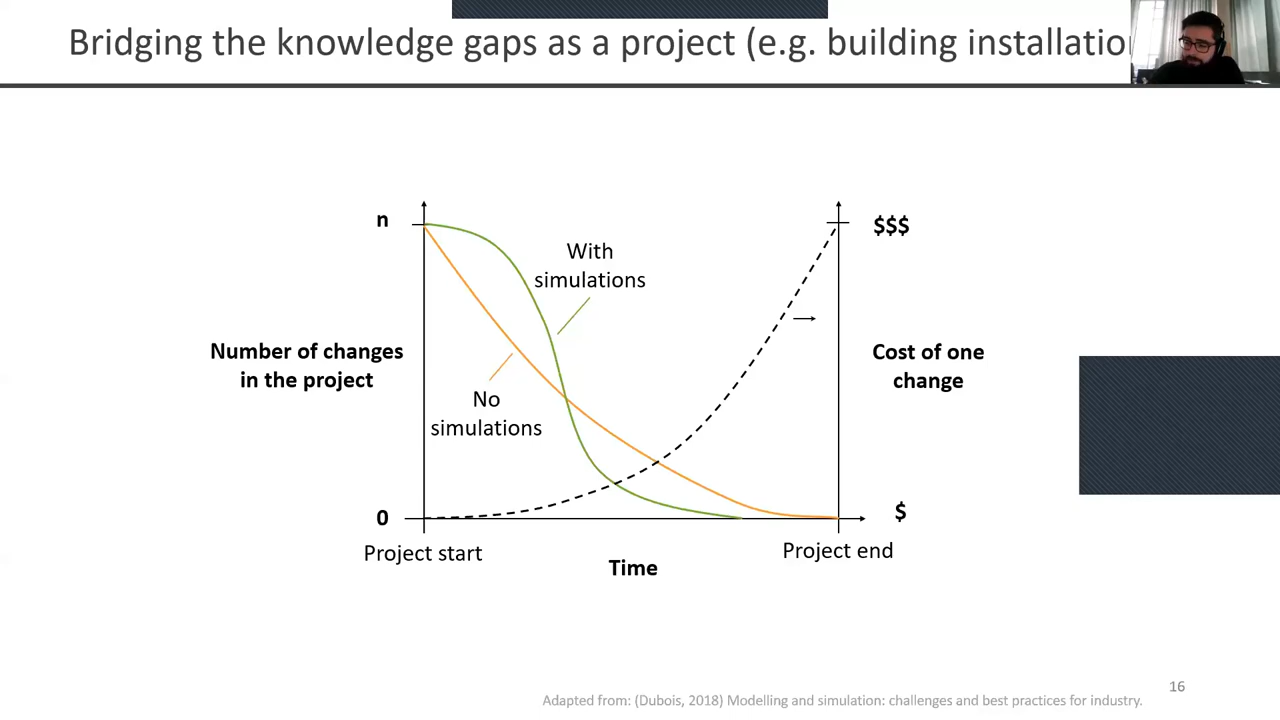 Bridging the knowledge gaps as a project (e.g. building installatio
n
$$$
With
simulations
Number of changes
in the project
Cost of one
change
No
simulations
0
$
Project start
Project end
Time
16
Adapted from: (Dubois, 2018) Modelling and simulation: challenges and best practices for industry.